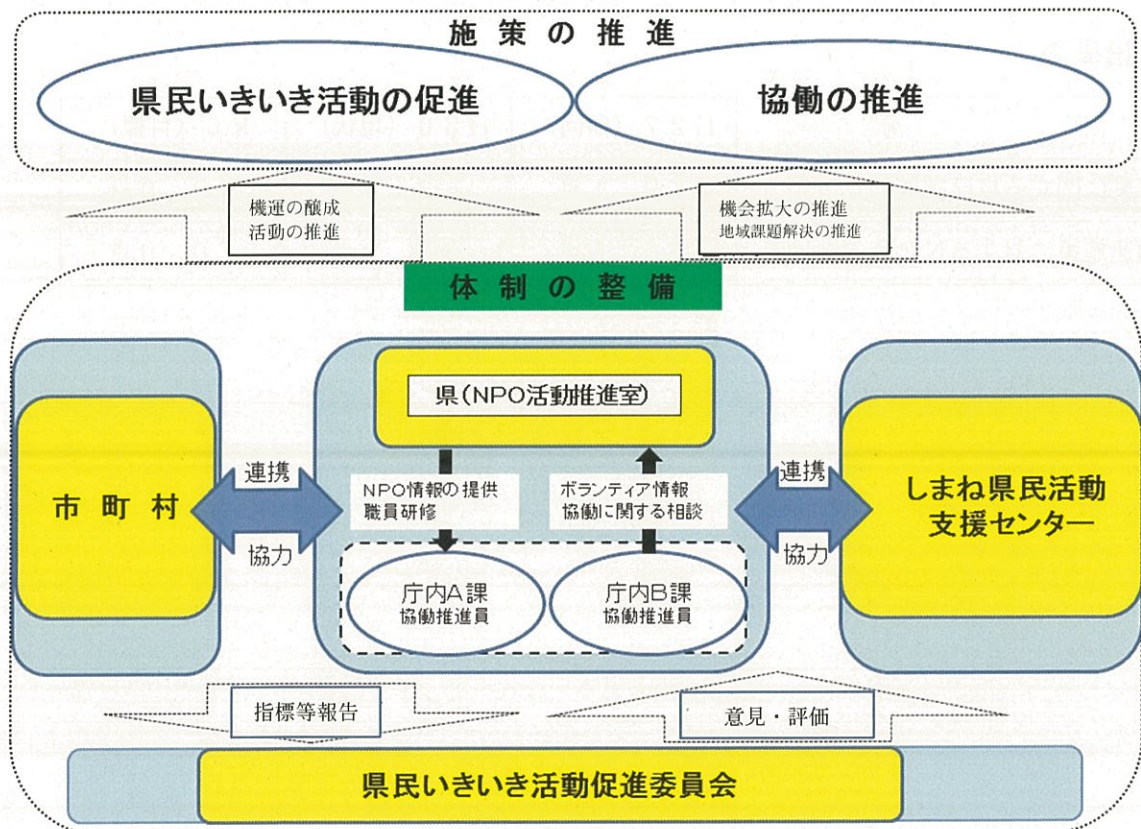 施策の推進
県民いきいき活動の促進
協働の推進
機運の醸成
活動の推進
機会拡大の推進
地域課題解決の推進
体制の整備
県(NPO活動推進室)
市町村
連携
協力
NPO情報の提供
職員研修
ボランティア情報
協働に関する相談
連携
協力
しまね県民活動
支援センター
庁内A課
協働推進員
庁内B課
協働推進員
指標等報告
意見・評価
県民いきいき活動促進委員会